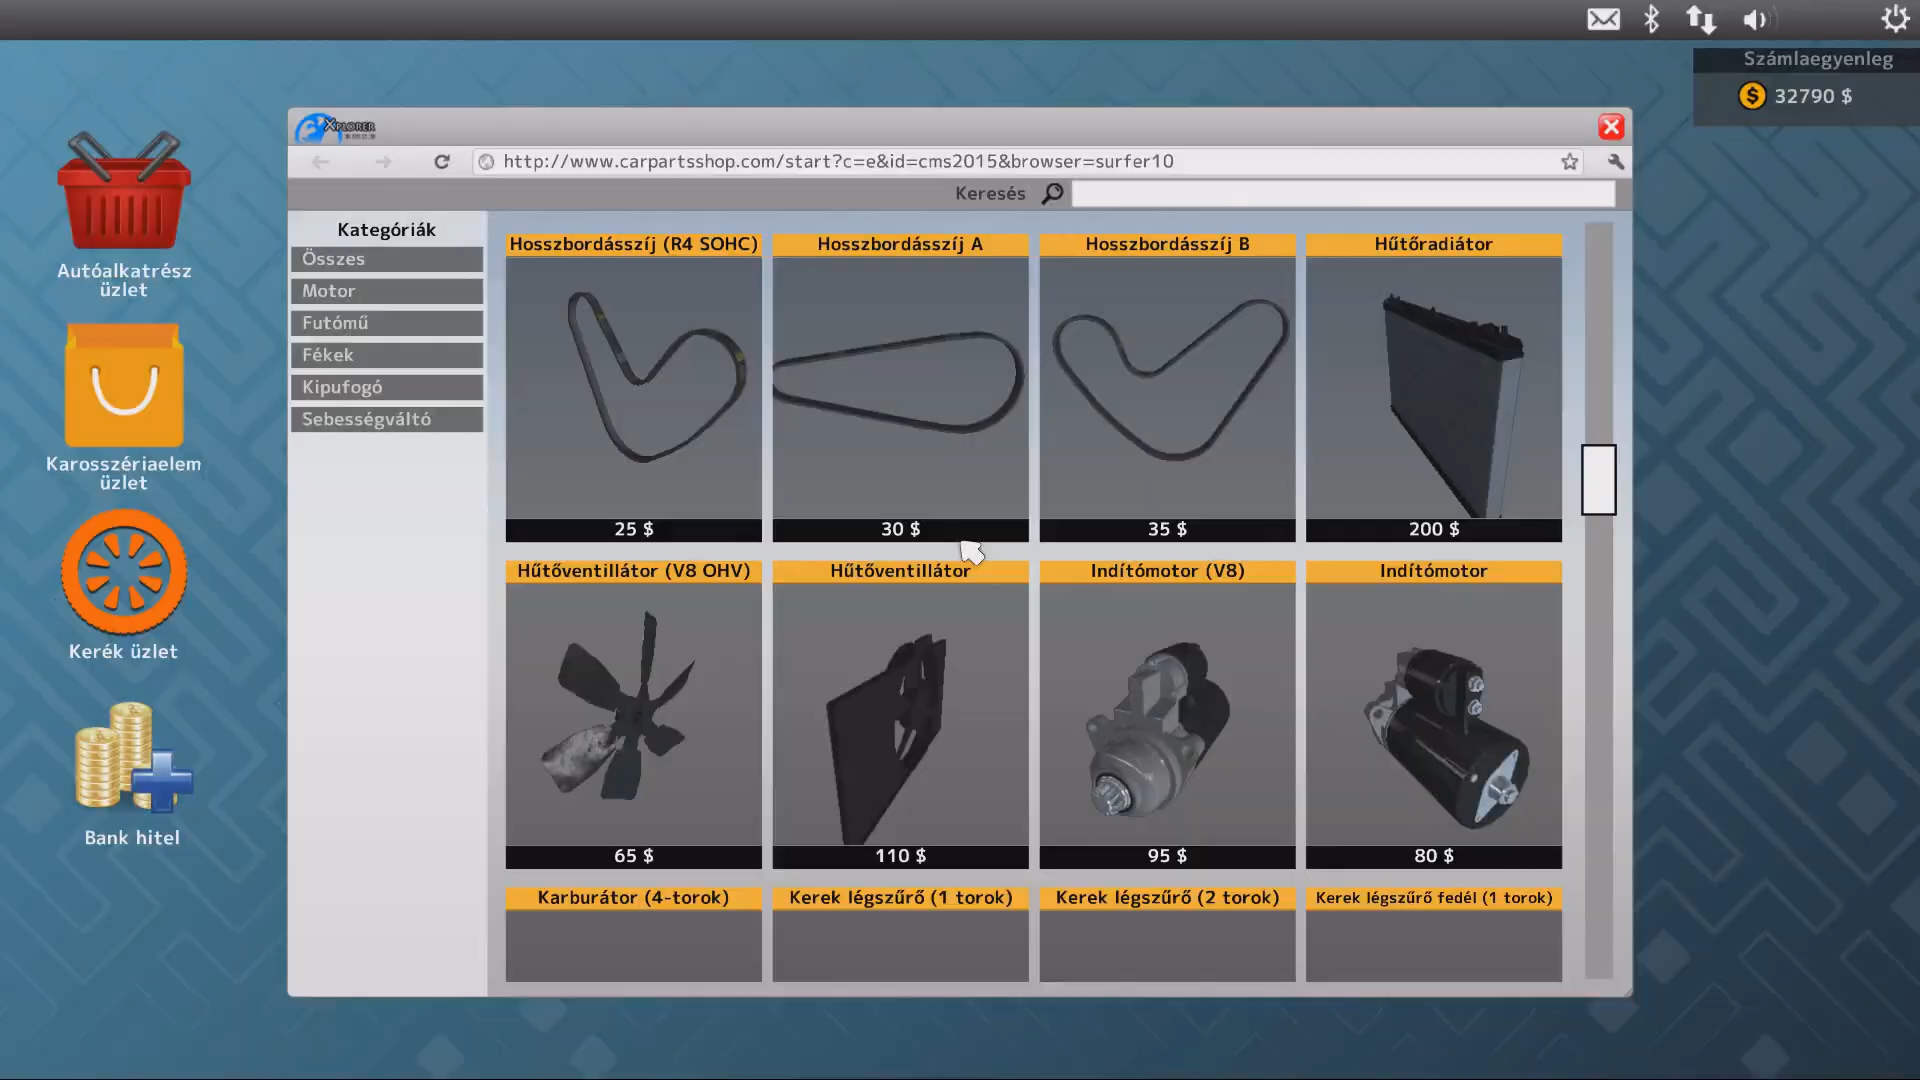 Számlaegyenleg
32790 $
XPLORER
http://www.carpartsshop.com/start?c=e&id=cms2015&browser=surfer10
Keresés
Kategóriák
Összes
Motor
Futómű
Fékek
Kipufogó
Sebességváltó
Autóalkatrész
üzlet
Karosszériaelem
üzlet
Kerék üzlet
Bank hitel
Hosszbordásszíj (R4 SOHC)
Hosszbordásszíj A
Hosszbordásszíj B
Hűtőradiátor
25 $
30 $
35 $
200 $
Hűtőventillátor (V8 OHV)
Hűtőventillátor
Indítómotor (V8)
Indítómotor
65 $
110 $
95 $
80 $
Karburátor (4-torok)
Kerek légszűrő (1 torok)
Kerek légszűrő (2 torok)
Kerek légszűrő fedél (1 torok)